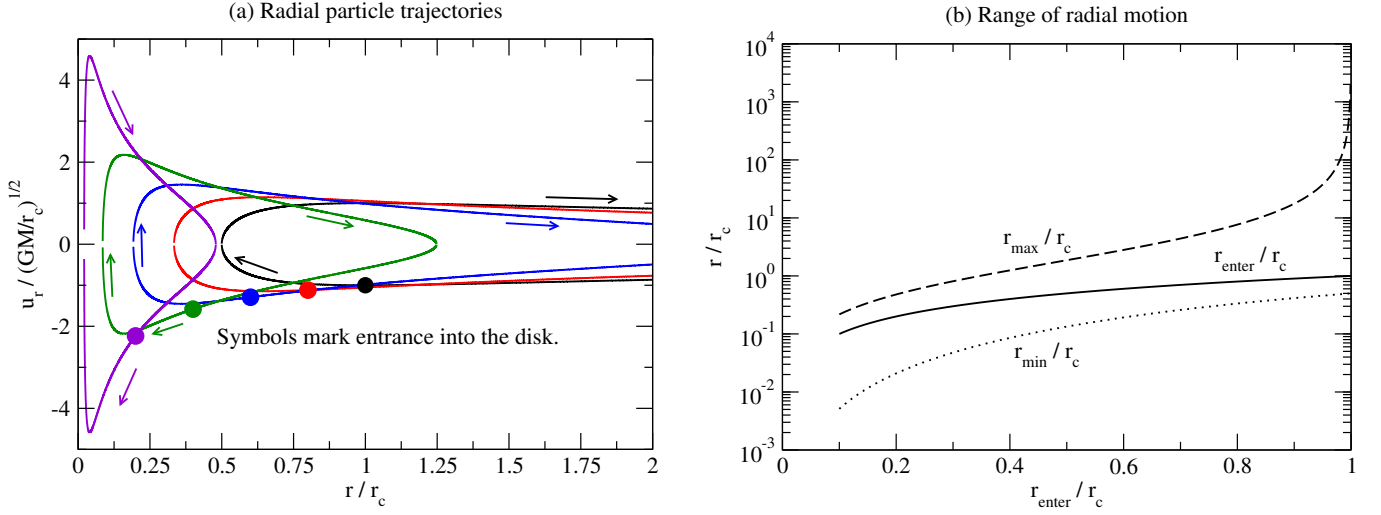 (a) Radial particle trajectories
u_r / (GM/r_c)^{1/2}
4
2
0
-2
-4
Symbols mark entrance into the disk.
0 0.25 0.5 0.75 1 1.25 1.5 1.75 2
r / r_c
(b) Range of radial motion
r / r_c
10^4
10^3
10^2
10^1
10^0
10^{-1}
10^{-2}
10^{-3}
r_max / r_c
r_enter / r_c
r_min / r_c
0 0.2 0.4 0.6 0.8 1
r_enter / r_c